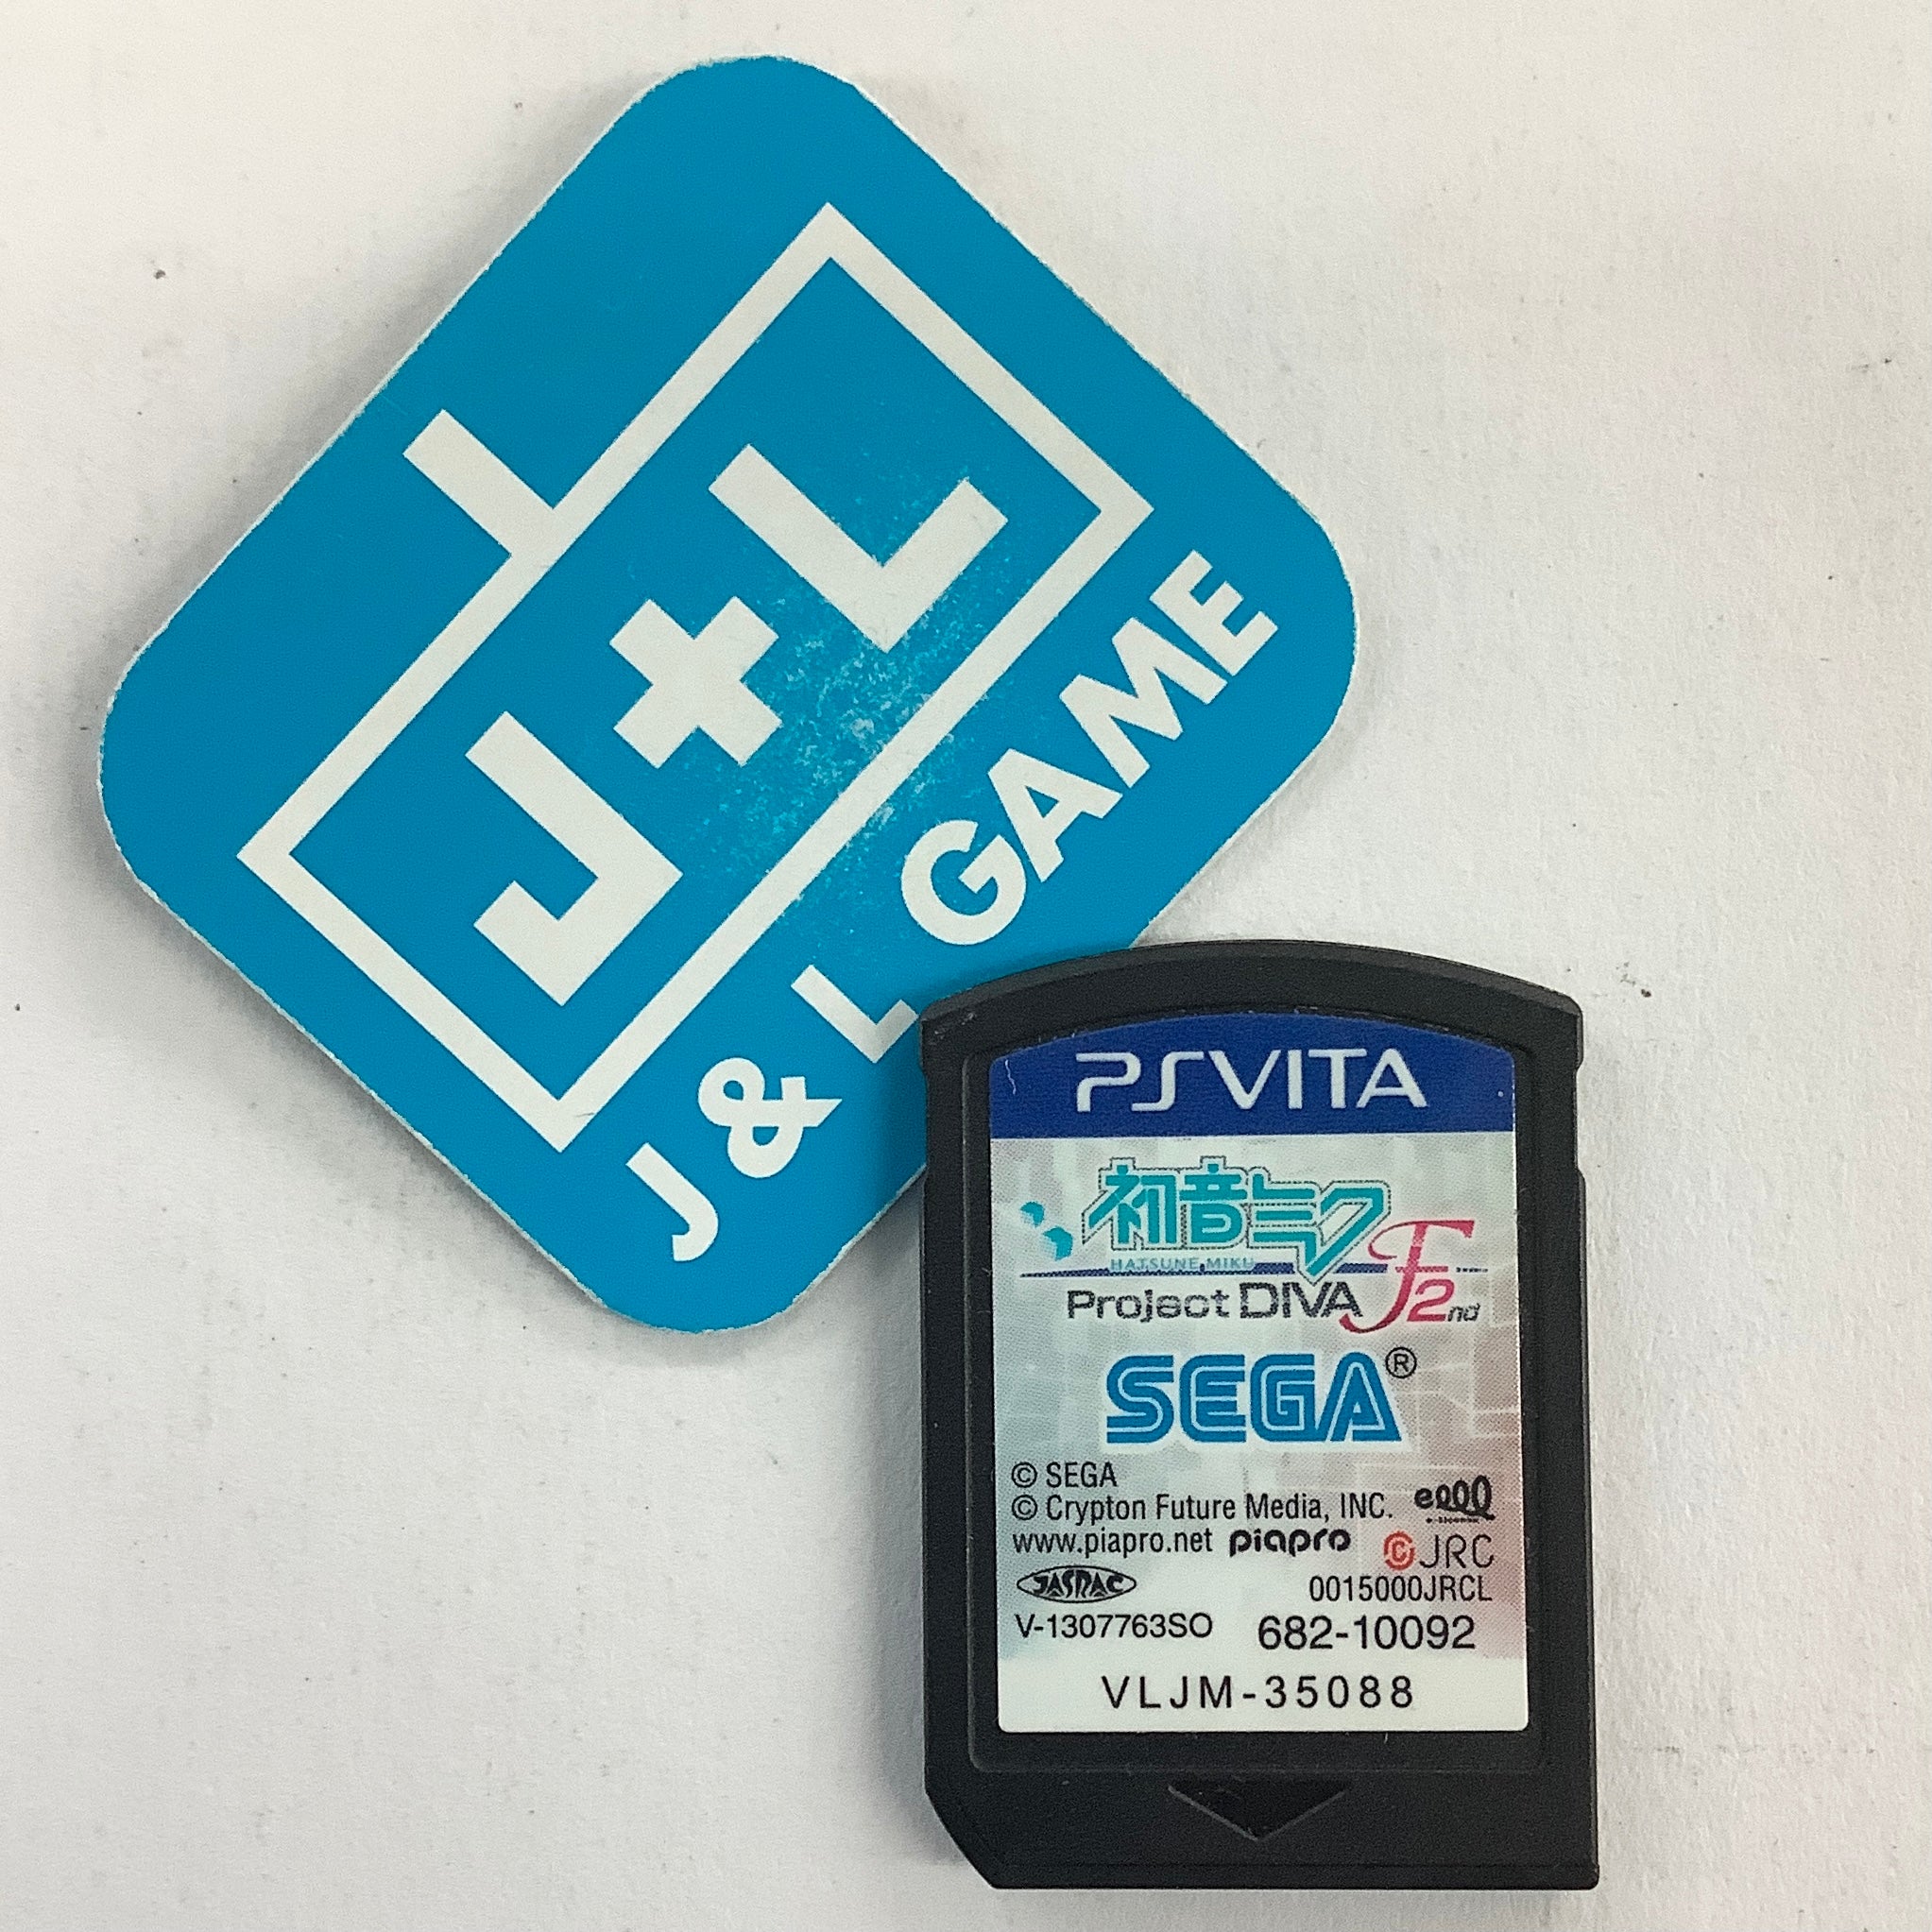 J+L
J & L GAME
PSVITA
初音ミク
HATSUNE MIKU
Project DIVA F 2nd
SEGA®
© SEGA
© Crypton Future Media, INC.
www.piapro.net piapro
JRC
JASRAC
0015000JRCL
V-1307763SO 682-10092
VLJM-35088